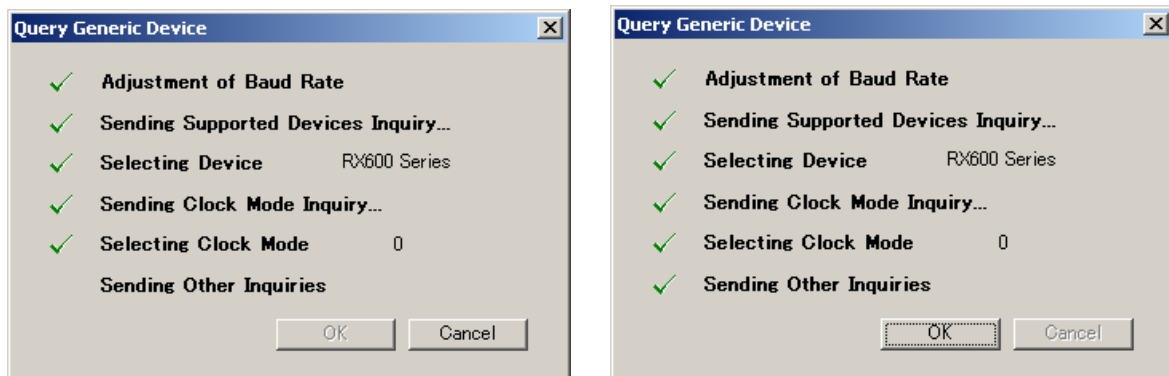 Query Generic Device
Adjustment of Baud Rate
Sending Supported Devices Inquiry...
Selecting Device RX600 Series
Sending Clock Mode Inquiry...
Selecting Clock Mode 0
Sending Other Inquiries
OK Cancel
Query Generic Device
Adjustment of Baud Rate
Sending Supported Devices Inquiry...
Selecting Device RX600 Series
Sending Clock Mode Inquiry...
Selecting Clock Mode 0
Sending Other Inquiries
OK Cancel